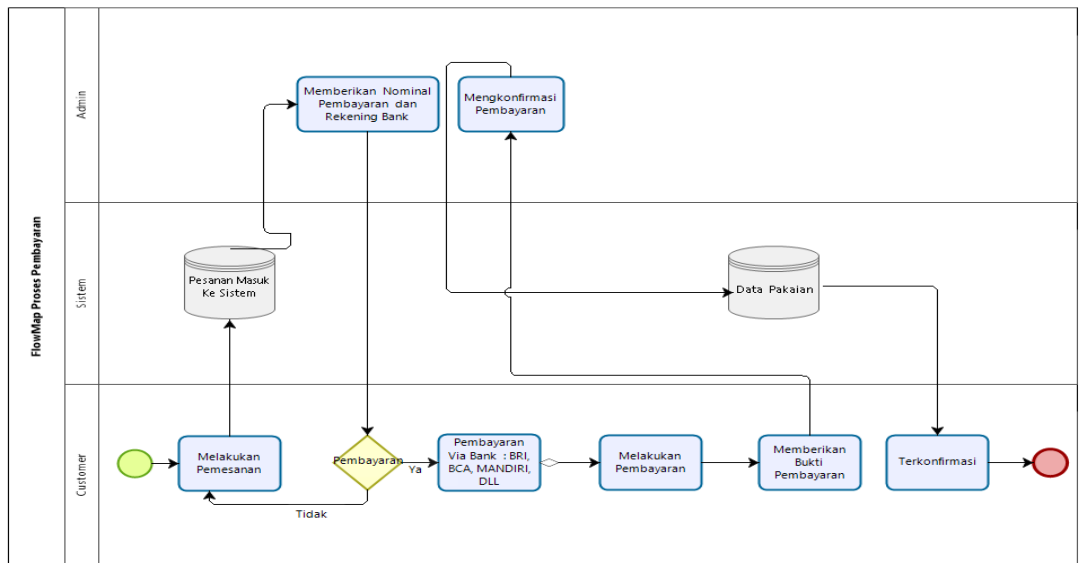 FlowMap Proses Pembayaran
Admin
Memberikan Nominal
Pembayaran dan
Rekening Bank
Mengkonfirmasi
Pembayaran
Sistem
Pesanan Masuk
Ke Sistem
Data Pakaian
Customer
Melakukan
Pemesanan
Pembayaran
Ya
Tidak
Pembayaran
Via Bank : BRI,
BCA, MANDIRI,
DLL
Melakukan
Pembayaran
Memberikan
Bukti
Pembayaran
Terkonfirmasi